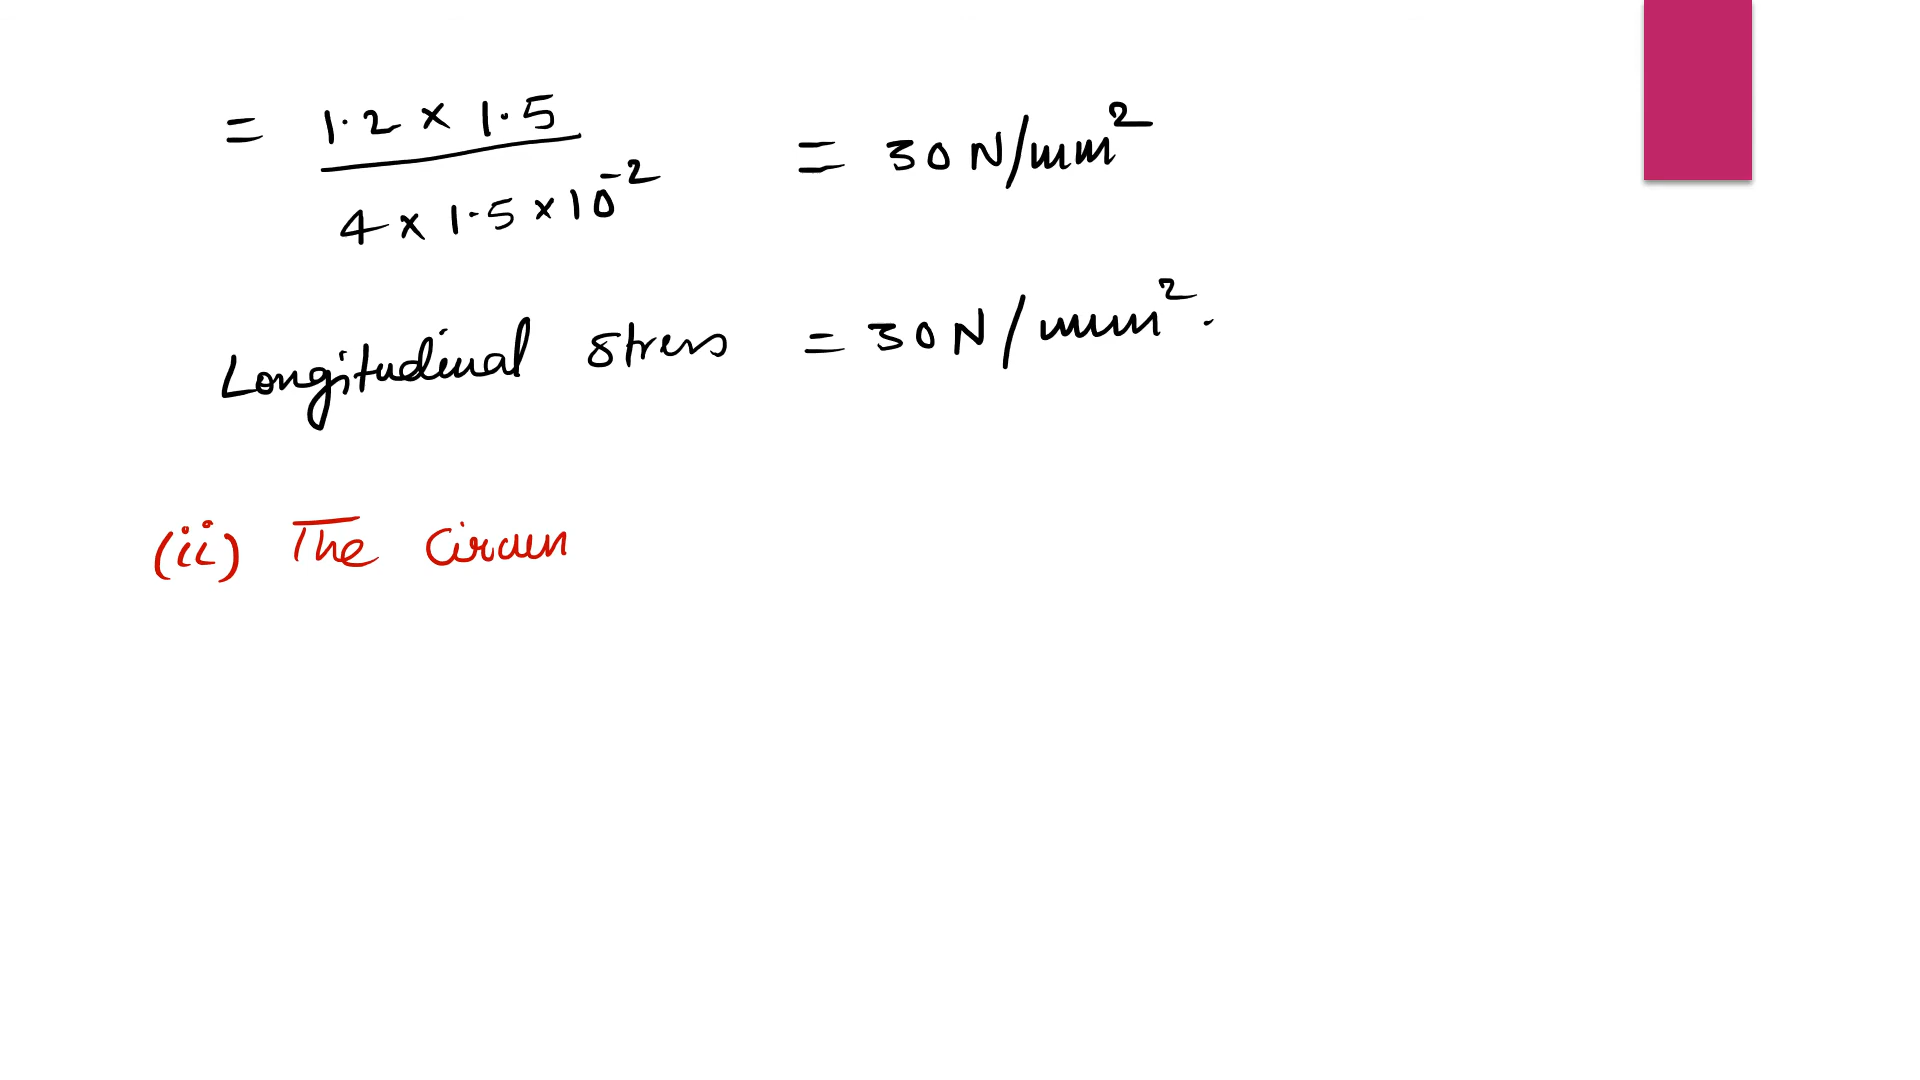 = 1.2 × 1.5 / 4 × 1.5 × 10⁻² = 30 N/mm²
Longitudinal stress = 30 N/mm².
(ii) The Circum